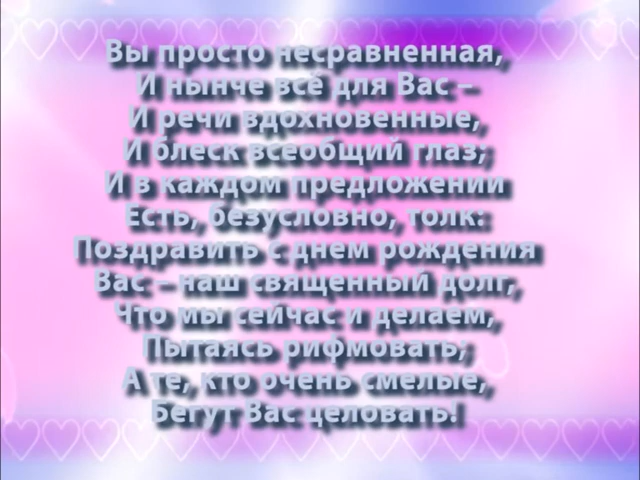 Вы просто несравненная,
И нынче всё для Вас –
И речи вдохновенные,
И блеск всеобщий глаз;
И в каждом предложении
Есть, безусловно, толк:
Поздравить с днем рождения
Вас – наш священный долг,
Что мы сейчас и делаем,
Пытаясь рифмовать;
А те, кто очень смелые,
Бегут Вас целовать!